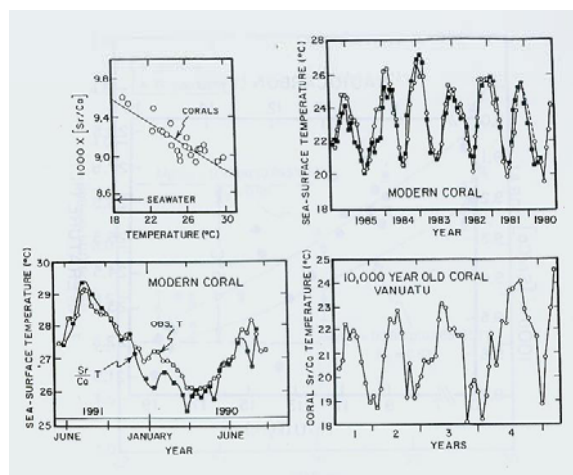 1000 X [Sr/Ca]
9.8
9.4
9.0
8.6
CORALS
SEAWATER
18
22
26
30
TEMPERATURE (°C)
SEA-SURFACE TEMPERATURE (°C)
28
26
24
22
20
18
MODERN CORAL
1985
1984
1983
1982
1981
1980
YEAR
SEA-SURFACE TEMPERATURE (°C)
30
29
28
27
26
25
MODERN CORAL
OBS. T
Sr/Ca T
1991
1990
JUNE
JANUARY
JUNE
YEAR
CORAL Sr/Ca TEMPERATURE (°C)
25
24
23
22
21
20
19
18
10,000 YEAR OLD CORAL
VANUATU
1
2
3
4
YEARS